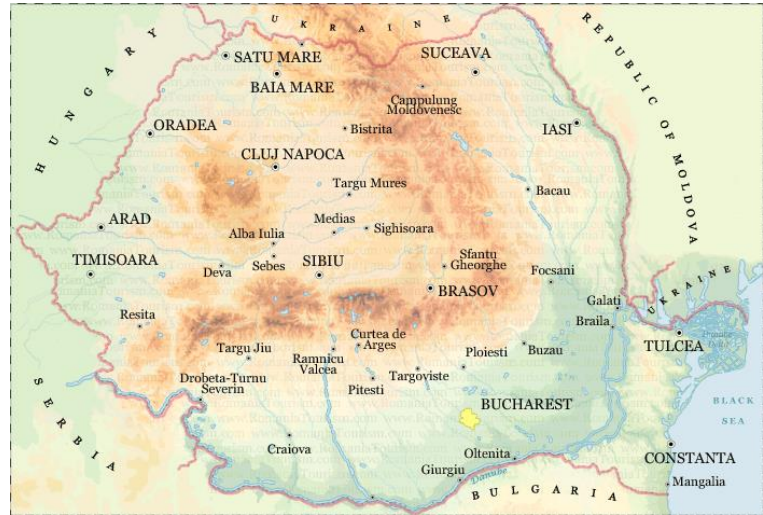 UKRAINE
HUNGARY
REPUBLIC OF MOLDOVA
SATU MARE
SUCEAVA
BAIA MARE
Campulung
Moldovenesc
ORADEA
Bistrita
IASI
CLUJ NAPOCA
Targu Mures
Bacau
ARAD
Medias
Sighisoara
Alba Iulia
TIMISOARA
Sebes
Deva
SIBIU
Sfantu
Gheorghe
Focsani
UKRAINE
BRASOV
Galati
Resita
Braila
Curtea de
Arges
TULCEA
Targu Jiu
Ramnicu
Valcea
Ploiesti
Buzau
Drobeta-Turnu
Severin
Targoviste
Pitesti
BLACK
SEA
SERBIA
BUCHAREST
Craiova
Oltenita
CONSTANTA
Giurgiu
Danube
Mangalia
BULGARIA